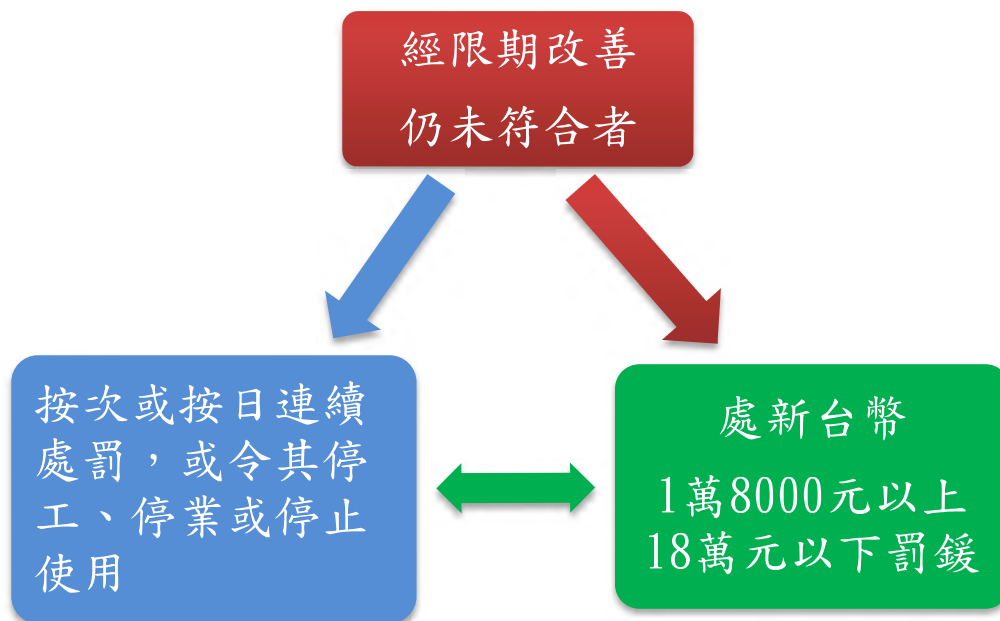 經限期改善
仍未符合者
按次或按日連續
處罰，或令其停
工、停業或停止
使用
處新台幣
1萬8000元以上
18萬元以下罰鍰